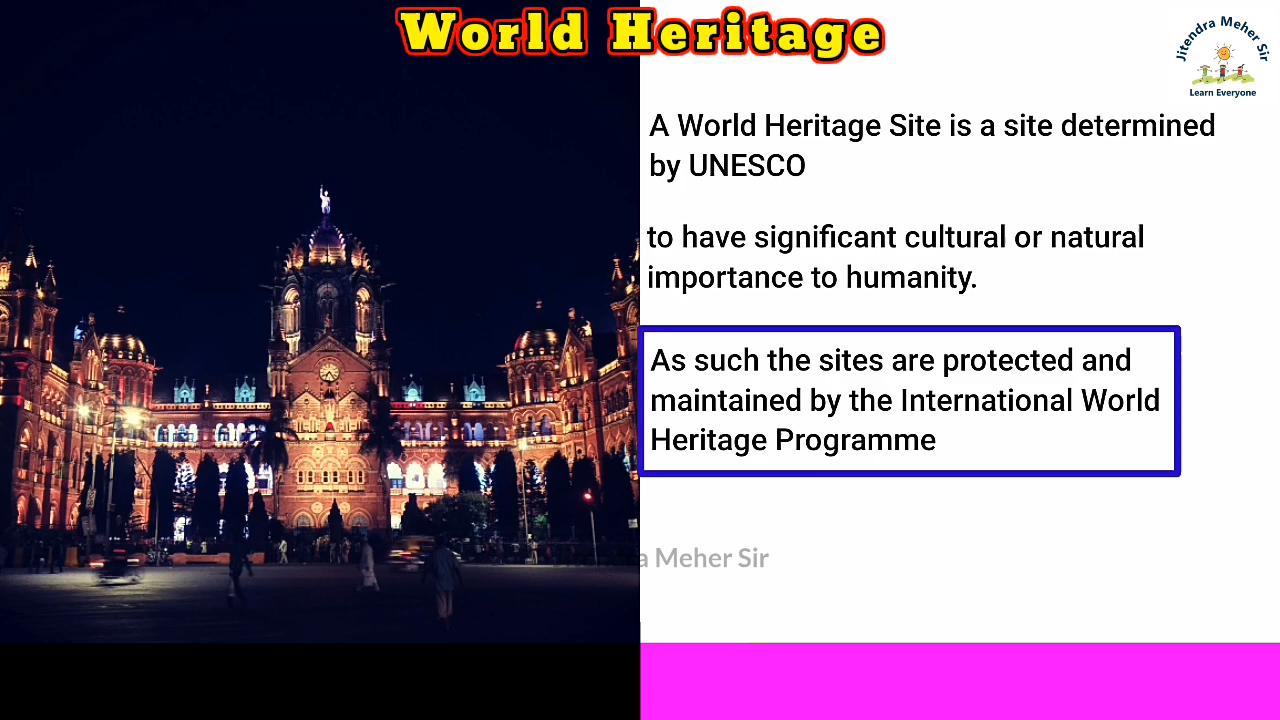 World Heritage
Jitendra Meher Sir
Learn Everyone
A World Heritage Site is a site determined
by UNESCO
to have significant cultural or natural
importance to humanity.
As such the sites are protected and
maintained by the International World
Heritage Programme
a Meher Sir